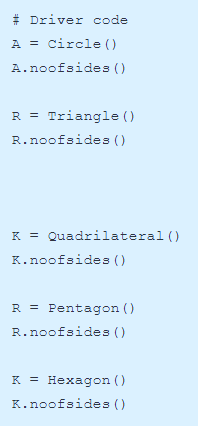 # Driver code
A = Circle()
A.noofsides()
R = Triangle()
R.noofsides()
K = Quadrilateral()
K.noofsides()
R = Pentagon()
R.noofsides()
K = Hexagon()
K.noofsides()